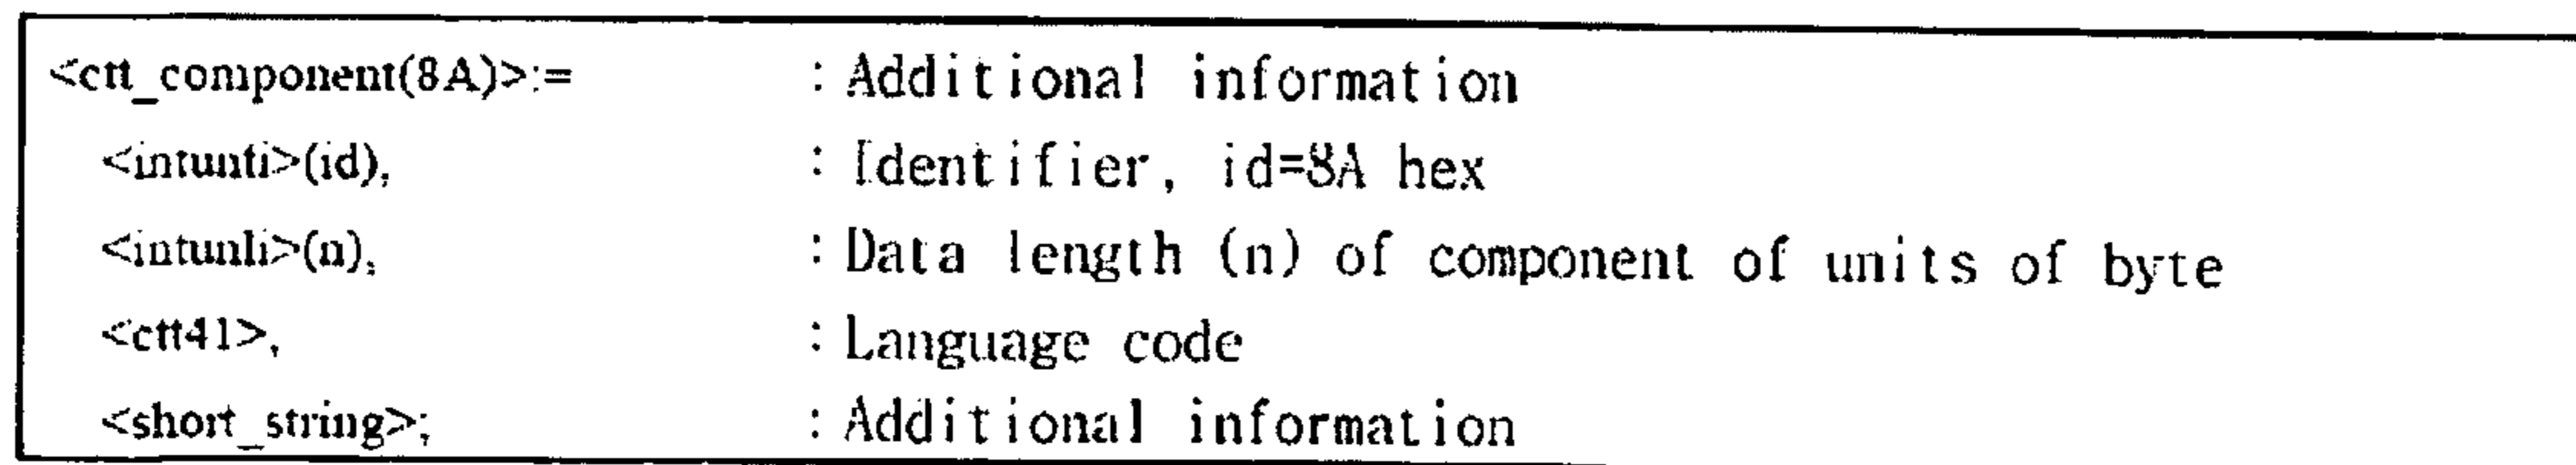 <ctt_component(8A)>:= : Additional information
<intunti>(id), : Identifier, id=8A hex
<intunli>(n), : Data length (n) of component of units of byte
<ctt41>, : Language code
<short_string>; : Additional information